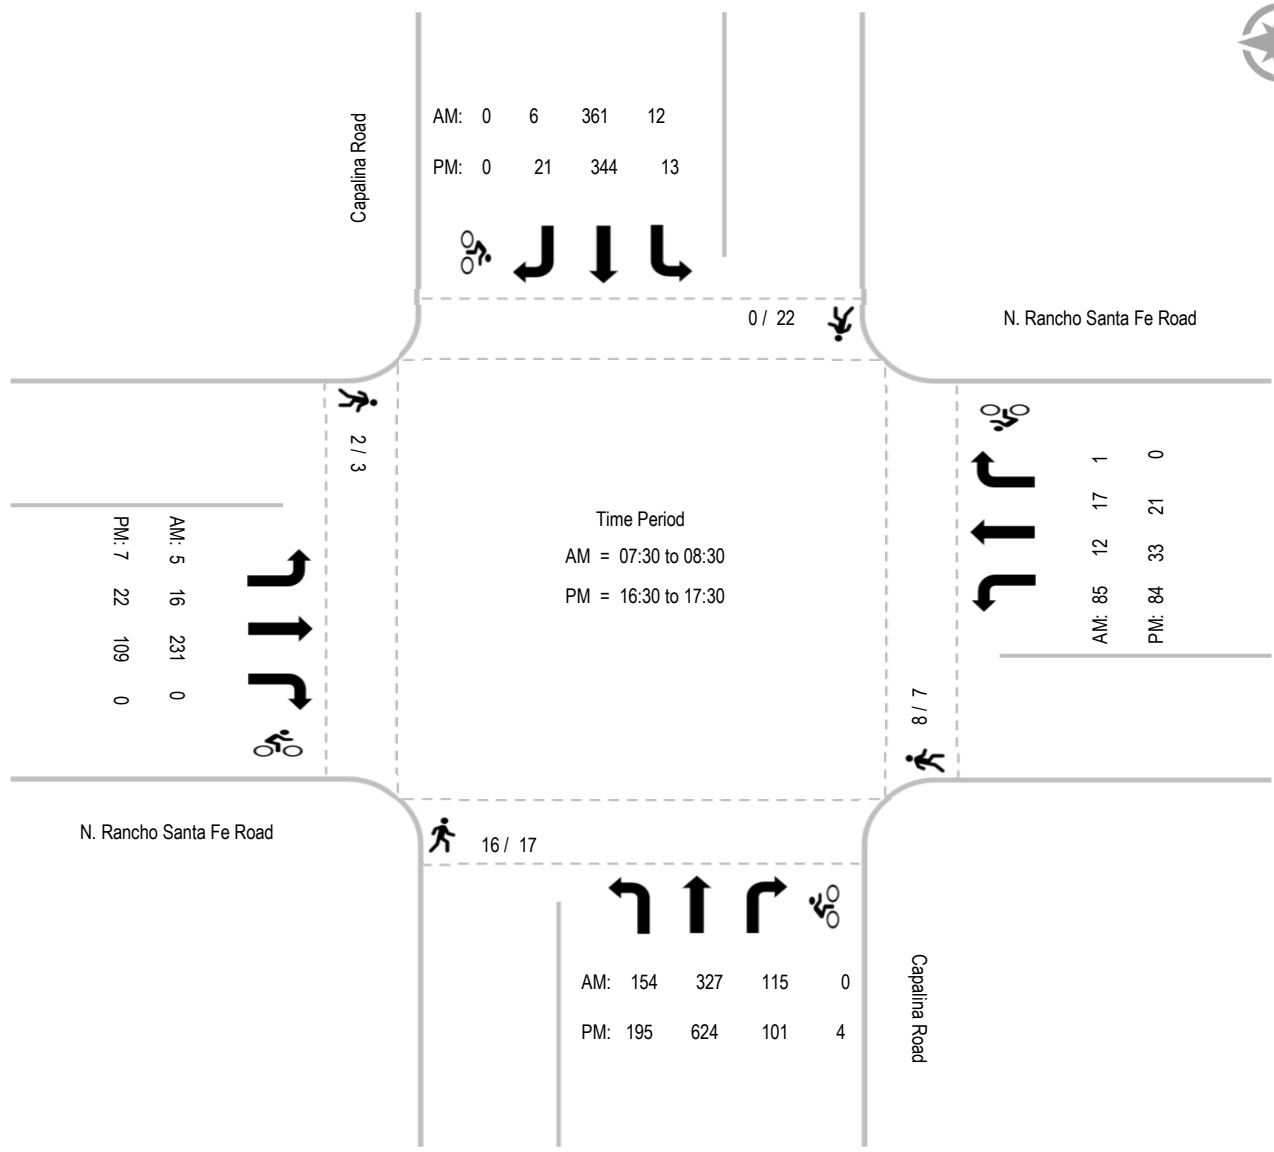 Capalina Road
AM: 0 6 361 12
PM: 0 21 344 13
0 / 22
N. Rancho Santa Fe Road
2 / 3
AM: 5 16 231 0
PM: 7 22 109 0
Time Period
AM = 07:30 to 08:30
PM = 16:30 to 17:30
AM: 85 12 17 1
PM: 84 33 21 0
8 / 7
N. Rancho Santa Fe Road
16 / 17
AM: 154 327 115 0
PM: 195 624 101 4
Capalina Road